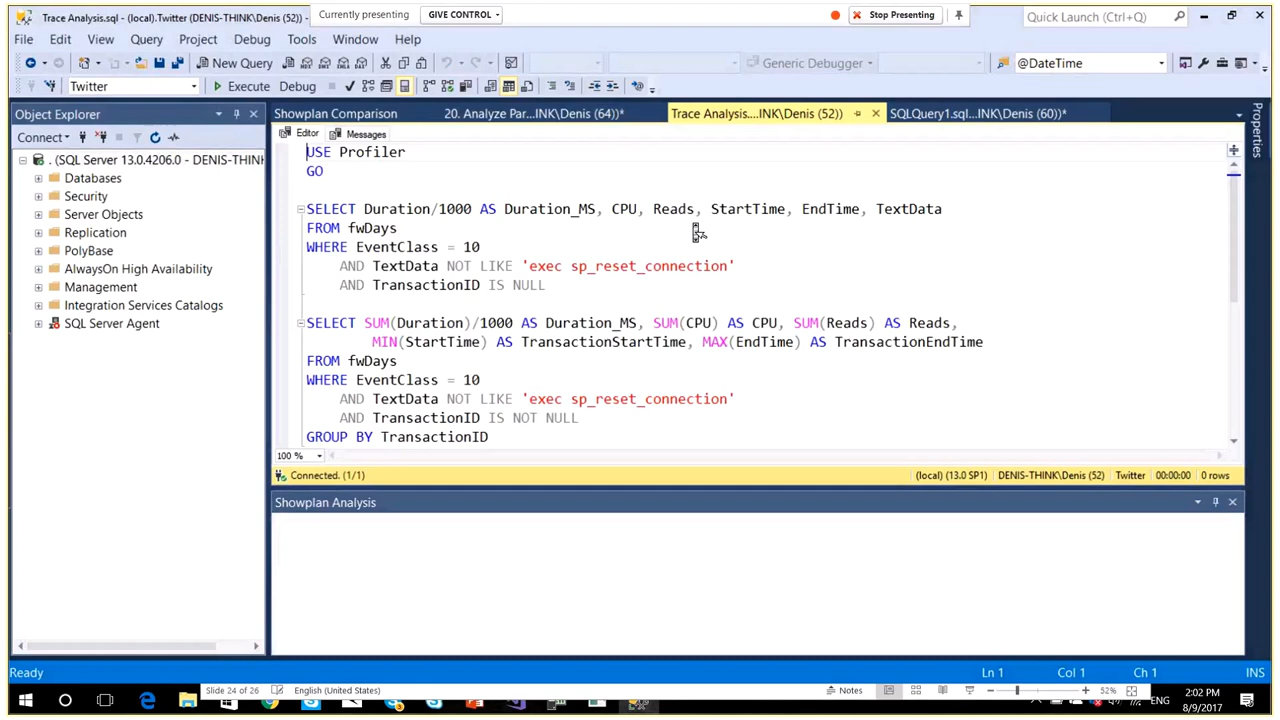 Trace Analysis.sql - (local).Twitter (DENIS-THINK\Denis (52)) -
Currently presenting
GIVE CONTROL
Stop Presenting
Quick Launch (Ctrl+Q)
File Edit View Query Project Debug Tools Window Help
New Query
Generic Debugger
@DateTime
Twitter
Execute
Debug
Object Explorer
Showplan Comparison
20. Analyze Par...INK\Denis (64))*
Trace Analysis....INK\Denis (52))
SQLQuery1.sql...INK\Denis (60))*
Properties
Connect
Editor
Messages
. (SQL Server 13.0.4206.0 - DENIS-THINK
Databases
Security
Server Objects
Replication
PolyBase
AlwaysOn High Availability
Management
Integration Services Catalogs
SQL Server Agent
USE Profiler
GO
SELECT Duration/1000 AS Duration_MS, CPU, Reads, StartTime, EndTime, TextData
FROM fwDays
WHERE EventClass = 10
AND TextData NOT LIKE 'exec sp_reset_connection'
AND TransactionID IS NULL
SELECT SUM(Duration)/1000 AS Duration_MS, SUM(CPU) AS CPU, SUM(Reads) AS Reads,
MIN(StartTime) AS TransactionStartTime, MAX(EndTime) AS TransactionEndTime
FROM fwDays
WHERE EventClass = 10
AND TextData NOT LIKE 'exec sp_reset_connection'
AND TransactionID IS NOT NULL
GROUP BY TransactionID
100 %
Connected. (1/1)
(local) (13.0 SP1)
DENIS-THINK\Denis (52)
Twitter
00:00:00
0 rows
Showplan Analysis
Ready
Ln 1
Col 1
Ch 1
INS
Slide 24 of 26
English (United States)
Notes
52%
ENG
2:02 PM
8/9/2017